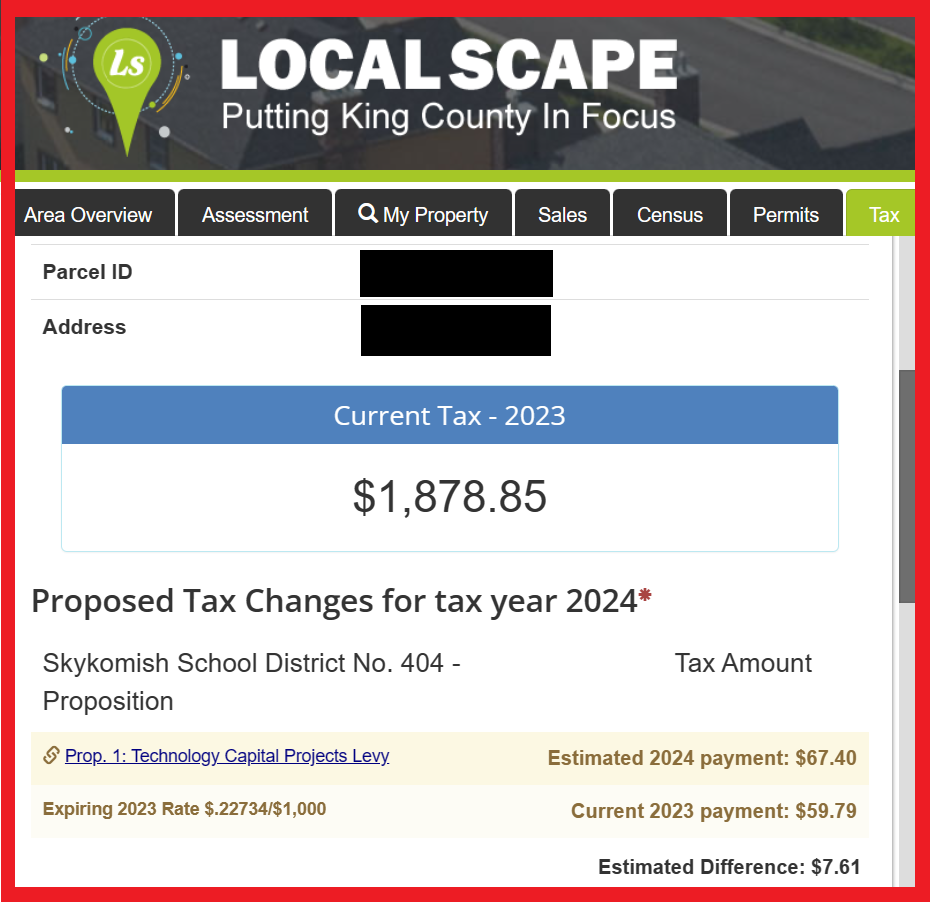 Ls
LOCAL SCAPE
Putting King County In Focus
Area Overview Assessment My Property Sales Census Permits Tax
Parcel ID
Address
Current Tax - 2023
$1,878.85
Proposed Tax Changes for tax year 2024*
Skykomish School District No. 404 - Tax Amount
Proposition
Prop. 1: Technology Capital Projects Levy Estimated 2024 payment: $67.40
Expiring 2023 Rate $.22734/$1,000 Current 2023 payment: $59.79
Estimated Difference: $7.61